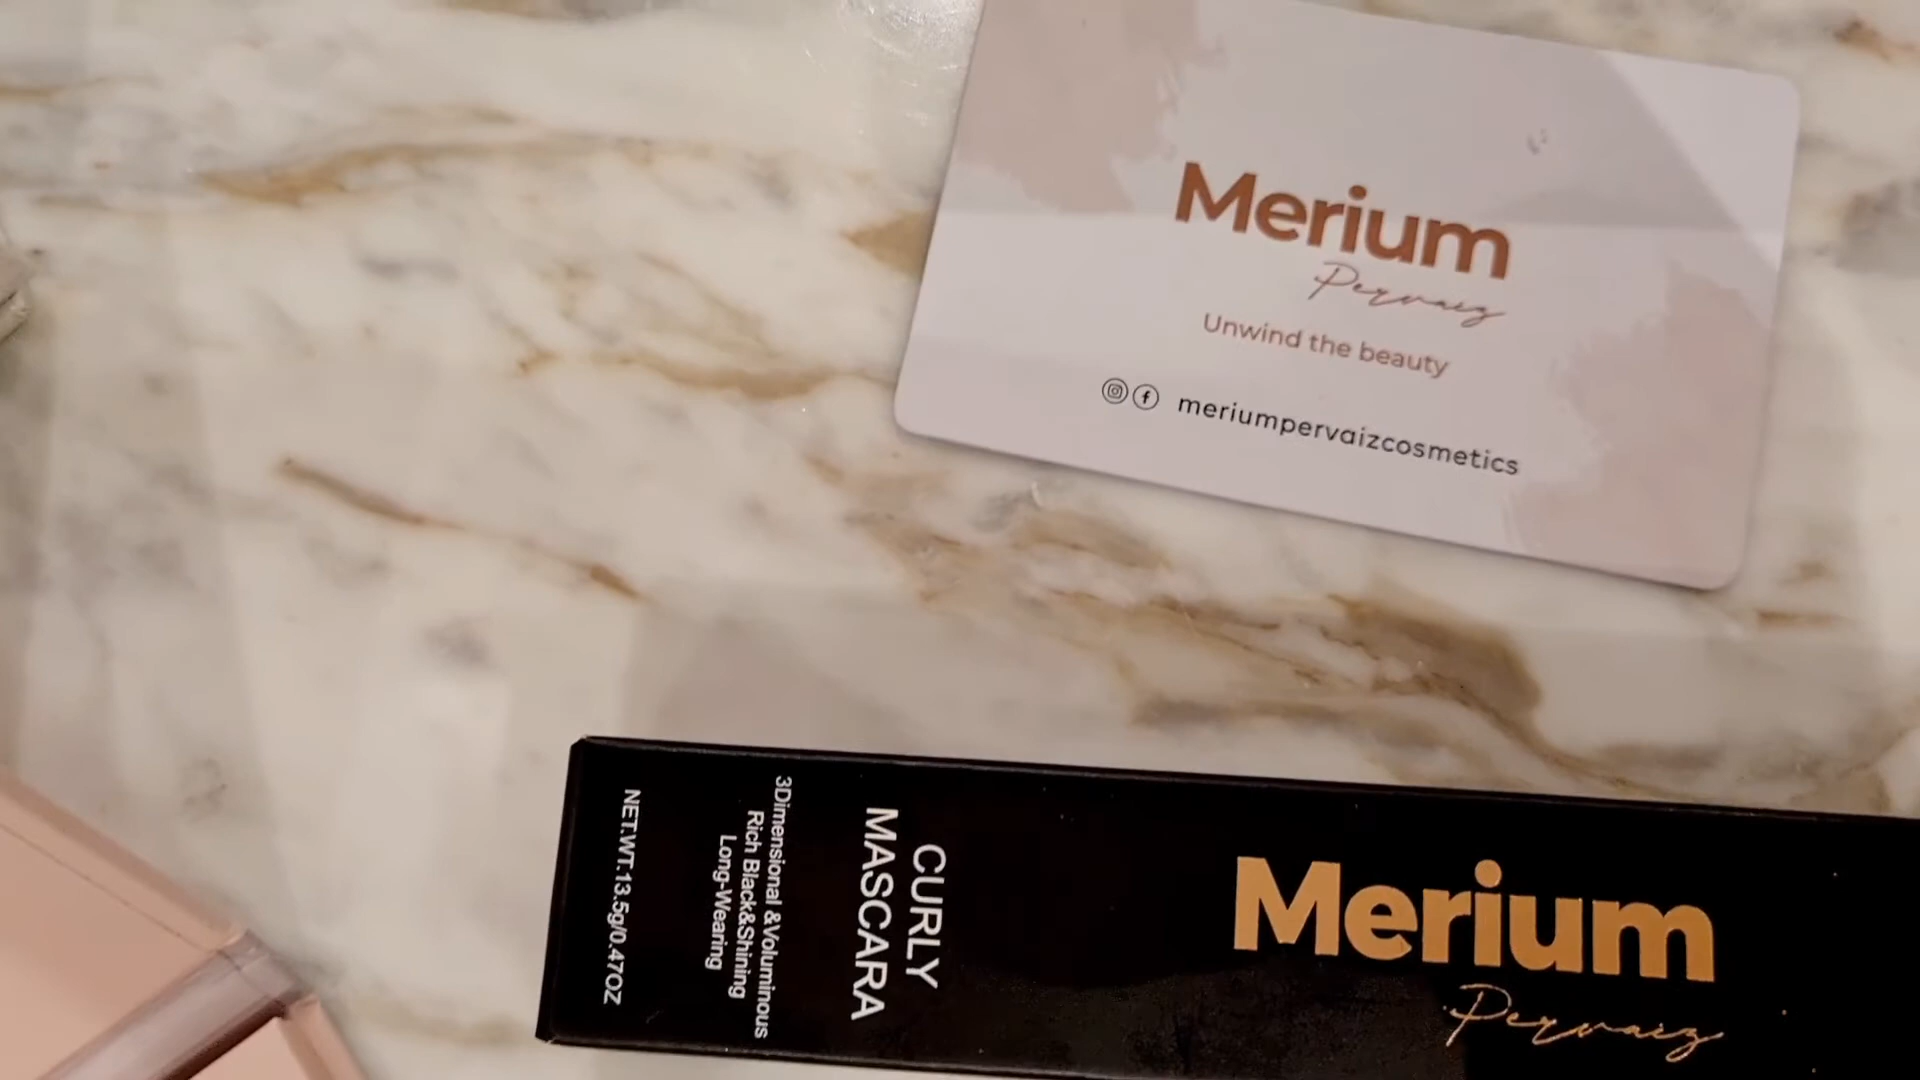 Merium
Pervaiz
Unwind the beauty
meriumpervaizcosmetics
Merium
Pervaiz
CURLY
MASCARA
3Dimensional &Voluminous
Rich Black&Shining
Long-Wearing
NET.WT.13.5g/0.47OZ